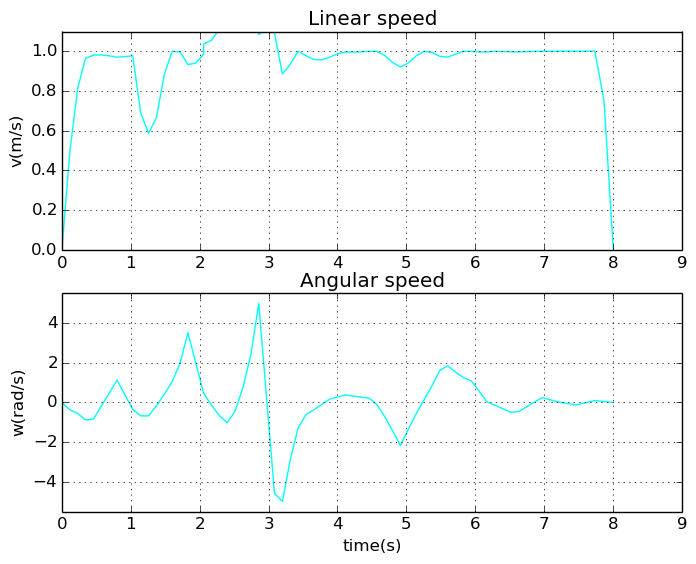 Linear speed
1.0
0.8
0.6
0.4
0.2
0.0
v(m/s)
0 1 2 3 4 5 6 7 8 9
Angular speed
4
2
0
−2
−4
w(rad/s)
0 1 2 3 4 5 6 7 8 9
time(s)